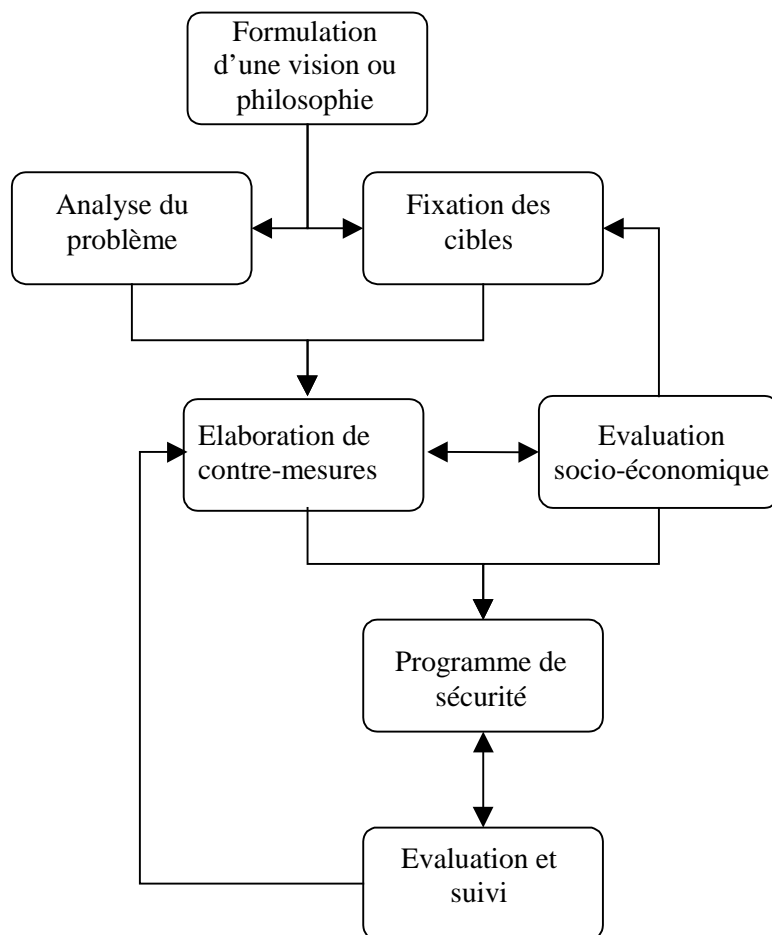 Formulation
d’une vision ou
philosophie
Analyse du
problème
Fixation des
cibles
Elaboration de
contre-mesures
Evaluation
socio-économique
Programme de
sécurité
Evaluation et
suivi